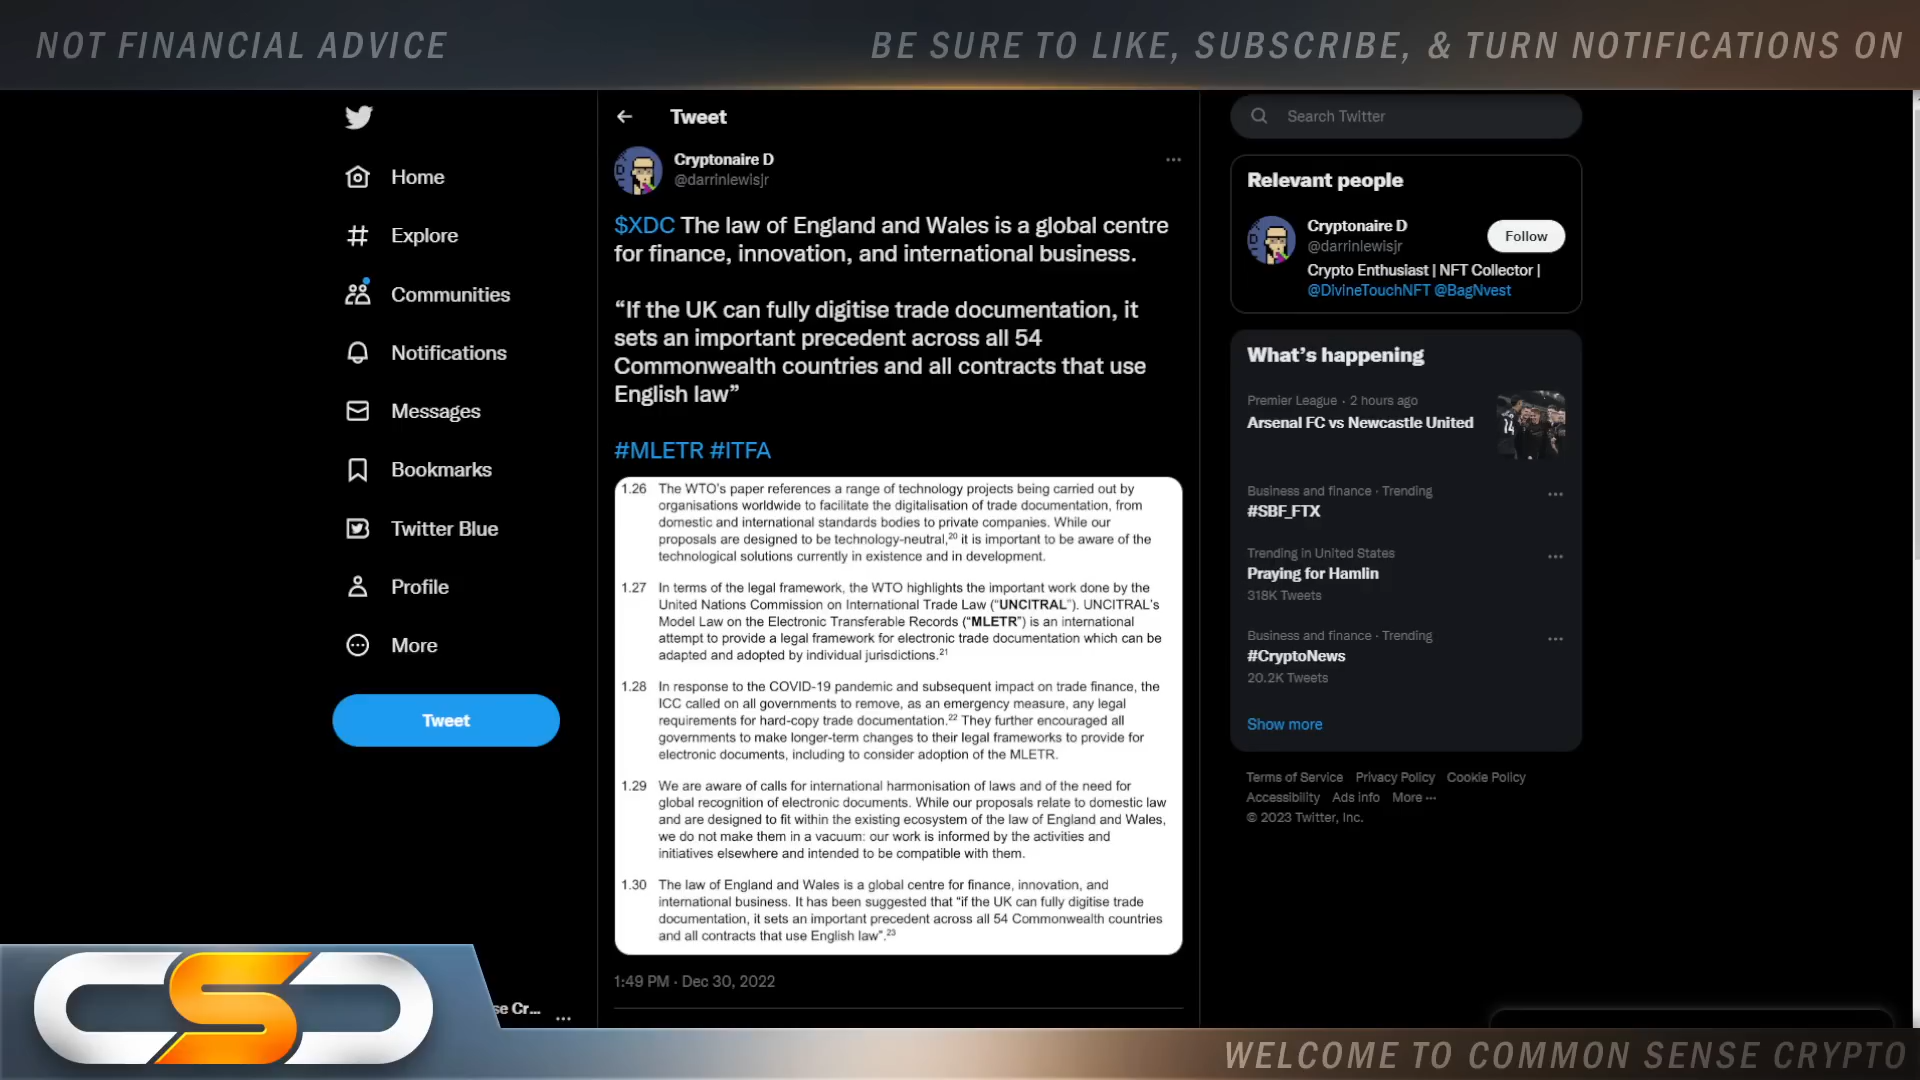 NOT FINANCIAL ADVICE
BE SURE TO LIKE, SUBSCRIBE, & TURN NOTIFICATIONS ON
Home
Explore
Communities
Notifications
Messages
Bookmarks
Twitter Blue
Profile
More
Tweet
Tweet
Cryptonaire D
@darrinlewisjr
$XDC The law of England and Wales is a global centre
for finance, innovation, and international business.
“If the UK can fully digitise trade documentation, it
sets an important precedent across all 54
Commonwealth countries and all contracts that use
English law”
#MLETR #ITFA
1.26 The WTO's paper references a range of technology projects being carried out by
organisations worldwide to facilitate the digitalisation of trade documentation, from
domestic and international standards bodies to private companies. While our
proposals are designed to be technology-neutral,20 it is important to be aware of the
technological solutions currently in existence and in development.
1.27 In terms of the legal framework, the WTO highlights the important work done by the
United Nations Commission on International Trade Law (“UNCITRAL”). UNCITRAL's
Model Law on the Electronic Transferable Records (“MLETR”) is an international
attempt to provide a legal framework for electronic trade documentation which can be
adapted and adopted by individual jurisdictions.21
1.28 In response to the COVID-19 pandemic and subsequent impact on trade finance, the
ICC called on all governments to remove, as an emergency measure, any legal
requirements for hard-copy trade documentation.22 They further encouraged all
governments to make longer-term changes to their legal frameworks to provide for
electronic documents, including to consider adoption of the MLETR.
1.29 We are aware of calls for international harmonisation of laws and of the need for
global recognition of electronic documents. While our proposals relate to domestic law
and are designed to fit within the existing ecosystem of the law of England and Wales,
we do not make them in a vacuum: our work is informed by the activities and
initiatives elsewhere and intended to be compatible with them.
1.30 The law of England and Wales is a global centre for finance, innovation, and
international business. It has been suggested that “if the UK can fully digitise trade
documentation, it sets an important precedent across all 54 Commonwealth countries
and all contracts that use English law”.23
1:49 PM · Dec 30, 2022
Search Twitter
Relevant people
Cryptonaire D
@darrinlewisjr
Follow
Crypto Enthusiast | NFT Collector |
@DivineTouchNFT @BagNvest
What's happening
Premier League · 2 hours ago
Arsenal FC vs Newcastle United
Business and finance · Trending
#SBF_FTX
Trending in United States
Praying for Hamlin
318K Tweets
Business and finance · Trending
#CryptoNews
20.2K Tweets
Show more
Terms of Service Privacy Policy Cookie Policy
Accessibility Ads info More ···
© 2023 Twitter, Inc.
se Cr...
CSC
WELCOME TO COMMON SENSE CRYPTO